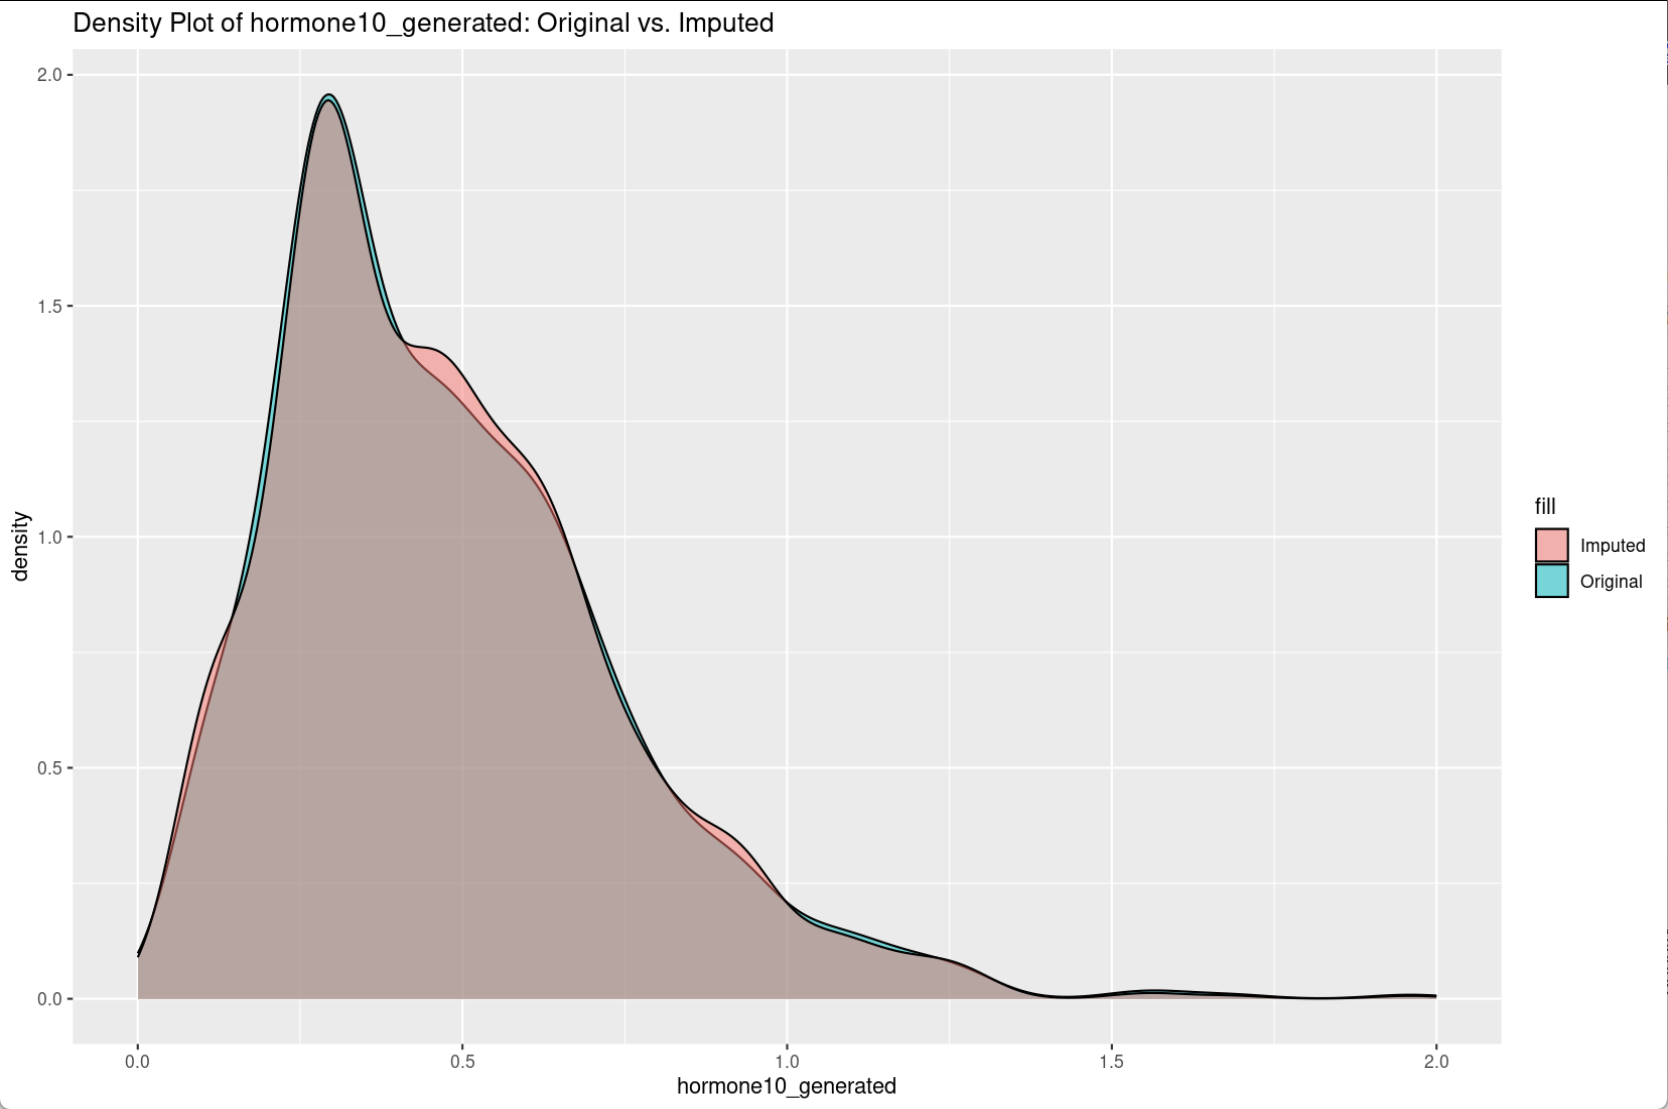 Density Plot of hormone10_generated: Original vs. Imputed
2.0
1.5
1.0
0.5
0.0
density
0.0 0.5 1.0 1.5 2.0
hormone10_generated
fill
Imputed
Original